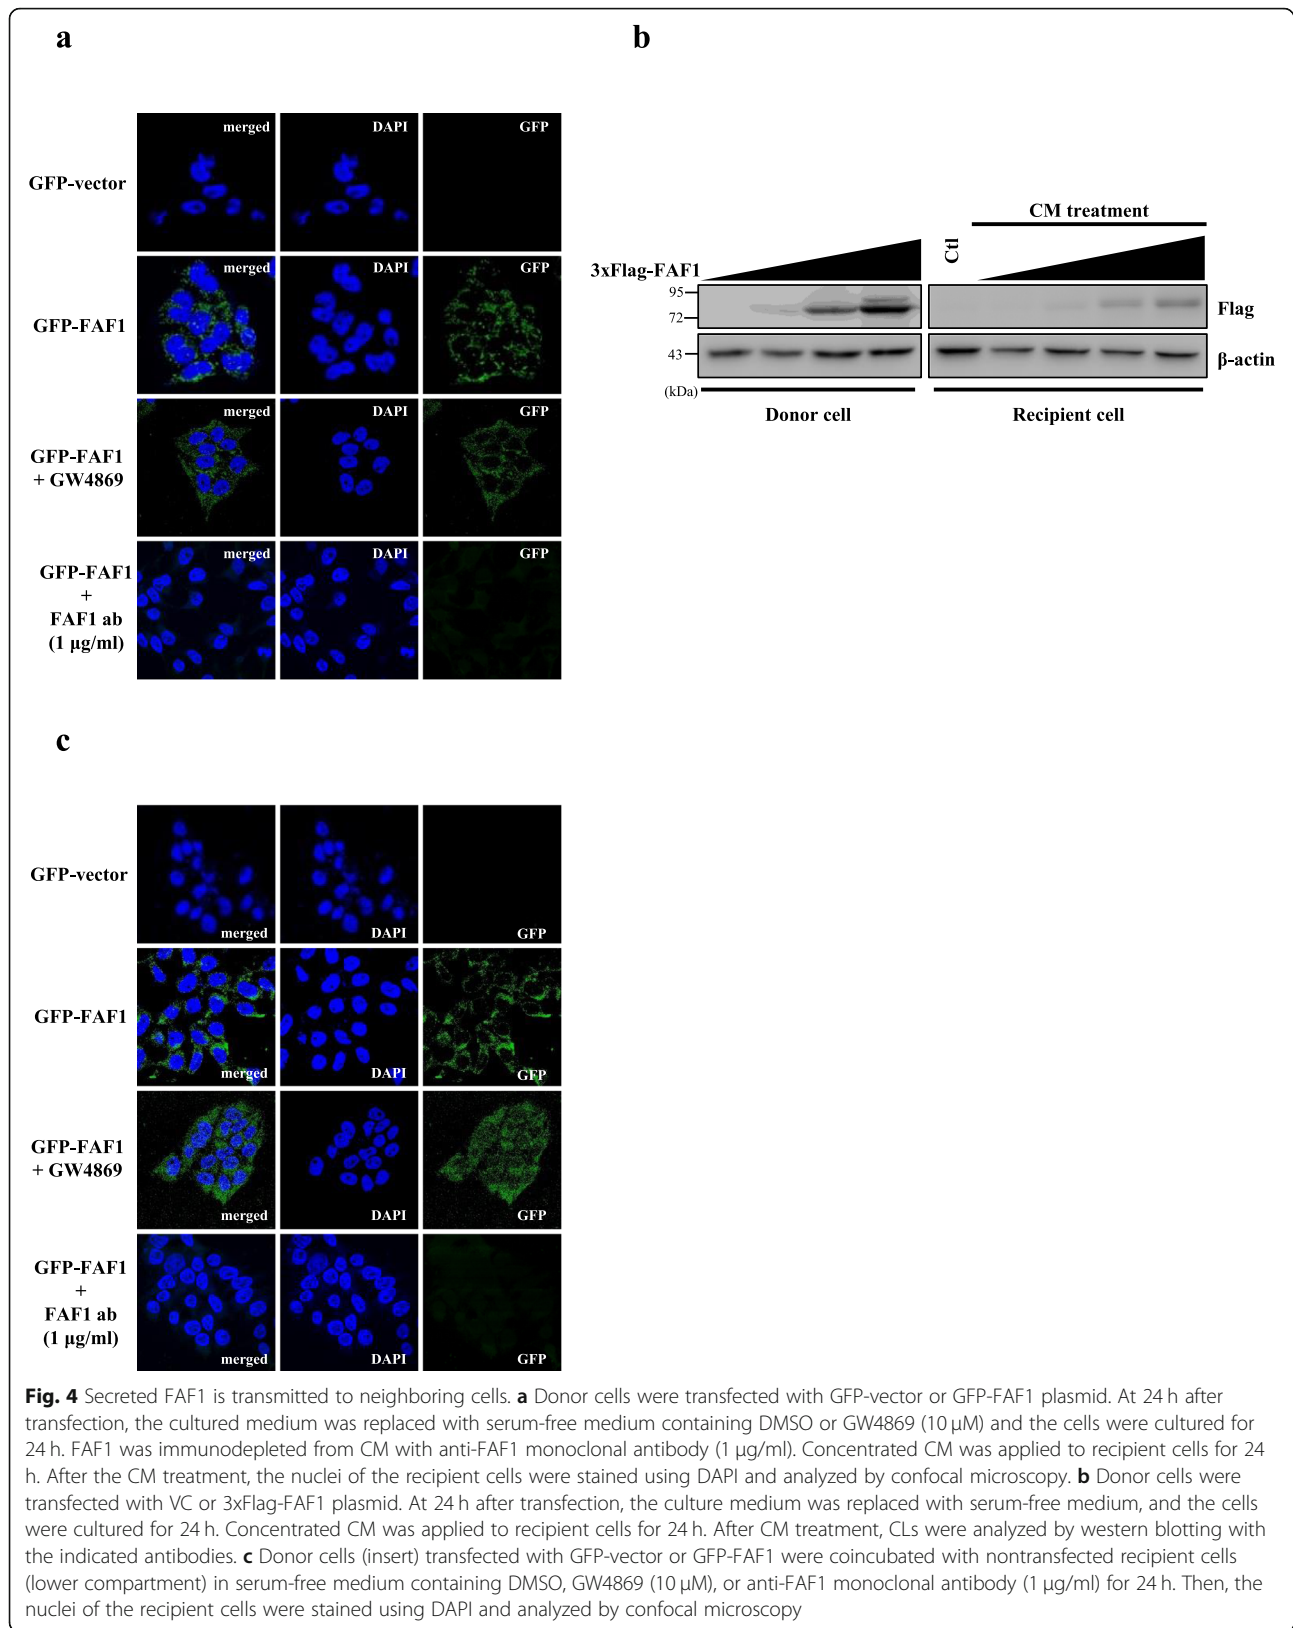 a
merged DAPI GFP
GFP-vector
merged DAPI GFP
GFP-FAF1
merged DAPI GFP
GFP-FAF1
+ GW4869
merged DAPI GFP
GFP-FAF1
+
FAF1 ab
(1 µg/ml)
b
CM treatment
Ctl
3xFlag-FAF1
95
72
Flag
43
β-actin
(kDa)
Donor cell Recipient cell
c
GFP-vector
merged DAPI GFP
GFP-FAF1
merged DAPI GFP
GFP-FAF1
+ GW4869
merged DAPI GFP
GFP-FAF1
+
FAF1 ab
(1 µg/ml)
merged DAPI GFP
Fig. 4 Secreted FAF1 is transmitted to neighboring cells. a Donor cells were transfected with GFP-vector or GFP-FAF1 plasmid. At 24 h after
transfection, the cultured medium was replaced with serum-free medium containing DMSO or GW4869 (10 µM) and the cells were cultured for
24 h. FAF1 was immunodepleted from CM with anti-FAF1 monoclonal antibody (1 µg/ml). Concentrated CM was applied to recipient cells for 24
h. After the CM treatment, the nuclei of the recipient cells were stained using DAPI and analyzed by confocal microscopy. b Donor cells were
transfected with VC or 3xFlag-FAF1 plasmid. At 24 h after transfection, the culture medium was replaced with serum-free medium, and the cells
were cultured for 24 h. Concentrated CM was applied to recipient cells for 24 h. After CM treatment, CLs were analyzed by western blotting with
the indicated antibodies. c Donor cells (insert) transfected with GFP-vector or GFP-FAF1 were coincubated with nontransfected recipient cells
(lower compartment) in serum-free medium containing DMSO, GW4869 (10 µM), or anti-FAF1 monoclonal antibody (1 µg/ml) for 24 h. Then, the
nuclei of the recipient cells were stained using DAPI and analyzed by confocal microscopy